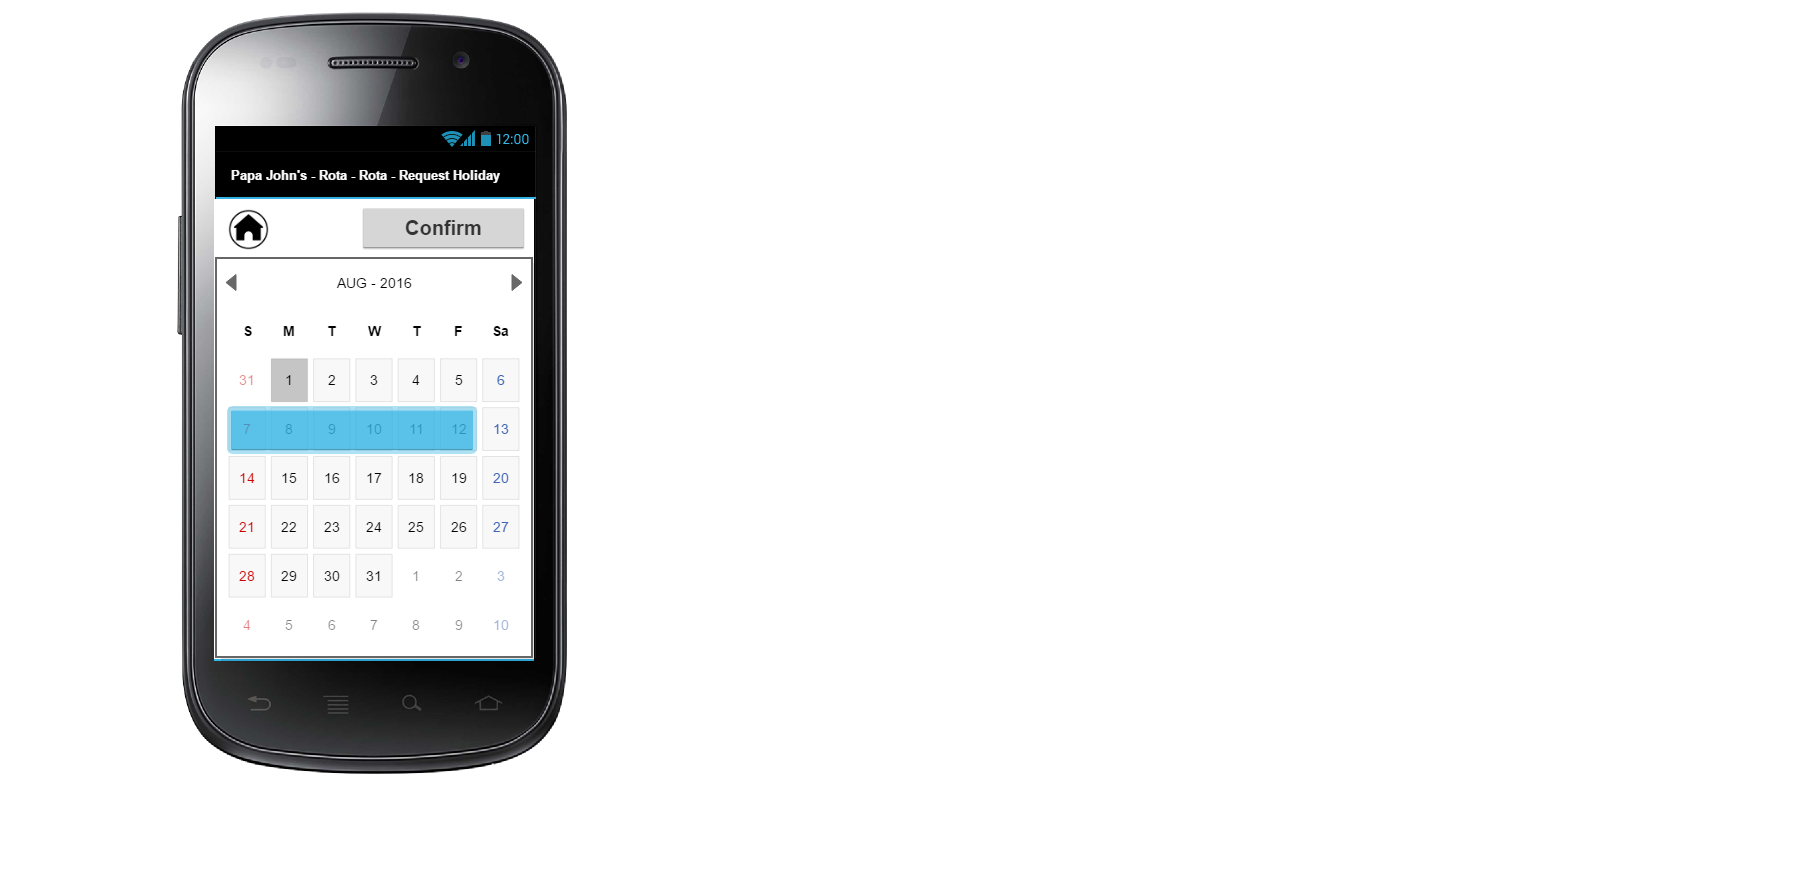 12:00
Papa John's - Rota - Rota - Request Holiday
Confirm
AUG - 2016
S M T W T F Sa
31 1 2 3 4 5 6
7 8 9 10 11 12 13
14 15 16 17 18 19 20
21 22 23 24 25 26 27
28 29 30 31 1 2 3
4 5 6 7 8 9 10